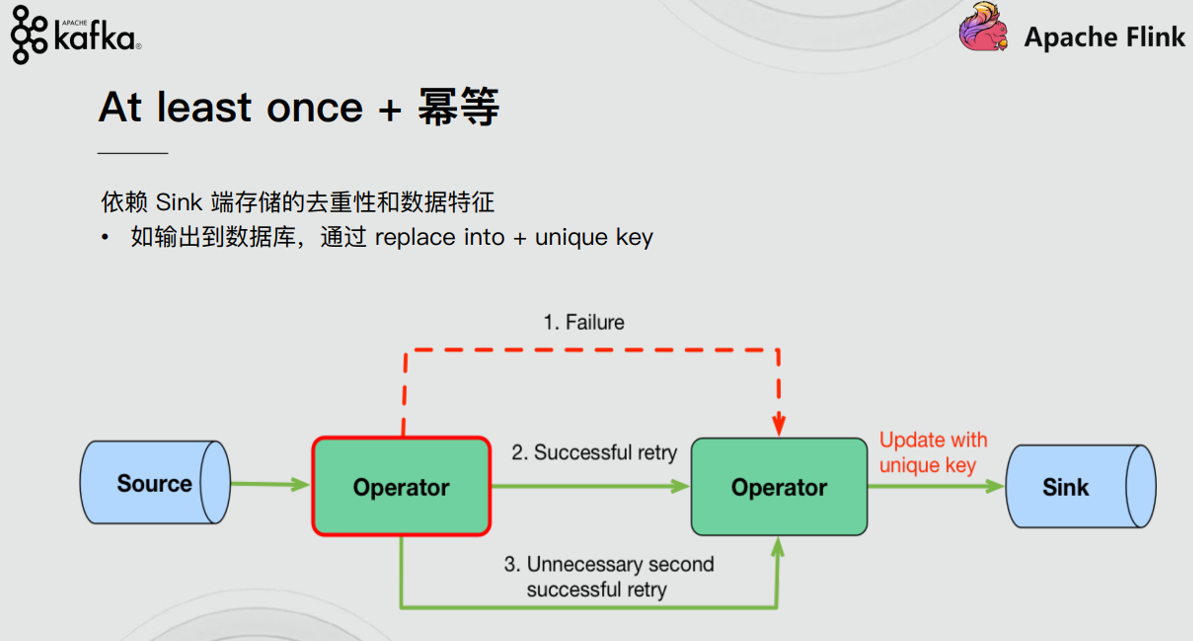 APACHE
kafka®
Apache Flink
At least once + 幂等
依赖 Sink 端存储的去重性和数据特征
• 如输出到数据库，通过 replace into + unique key
1. Failure
Source
Operator
2. Successful retry
Operator
Update with
unique key
Sink
3. Unnecessary second
successful retry